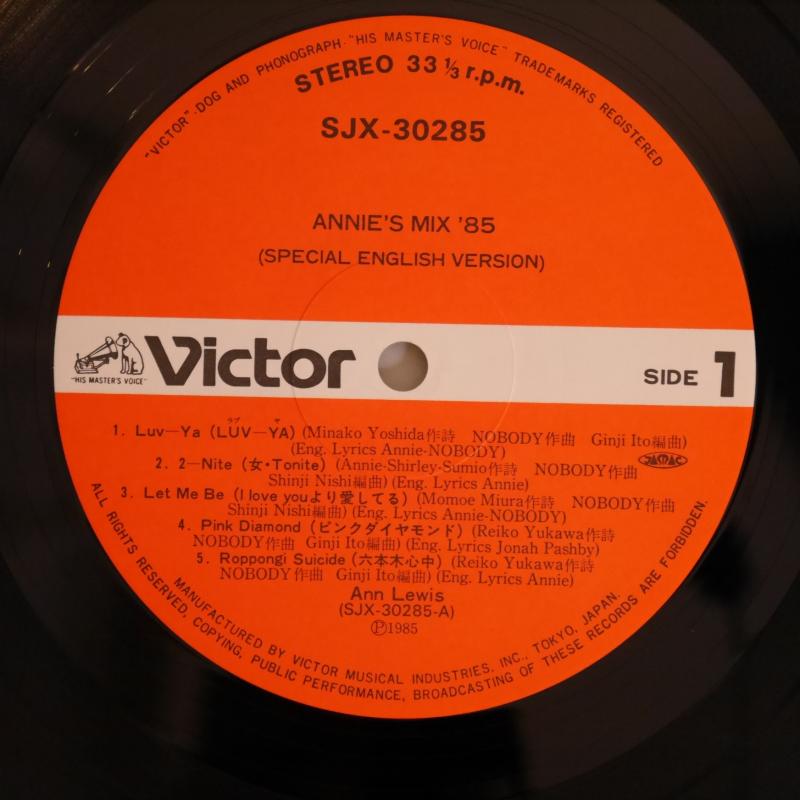 "VICTOR"-DOG AND PHONOGRAPH-"HIS MASTER'S VOICE" TRADEMARKS REGISTERED
STEREO 33 1/3 r.p.m.
SJX-30285
ANNIE'S MIX '85
(SPECIAL ENGLISH VERSION)
"HIS MASTER'S VOICE"
Victor
SIDE 1
ラブ ヤ
1. Luv—Ya (LUV—YA) (Minako Yoshida作詩 NOBODY作曲 Ginji Ito編曲)
(Eng. Lyrics Annie-NOBODY)
JASRAC
2. 2—Nite (女・Tonite) (Annie-Shirley-Sumio作詩 NOBODY作曲
Shinji Nishi編曲) (Eng. Lyrics Annie)
3. Let Me Be (I love youより愛してる) (Momoe Miura作詩 NOBODY作曲
Shinji Nishi編曲) (Eng. Lyrics Annie-NOBODY)
4. Pink Diamond (ピンクダイヤモンド) (Reiko Yukawa作詩
NOBODY作曲 Ginji Ito編曲) (Eng. Lyrics Jonah Pashby)
5. Roppongi Suicide (六本木心中) (Reiko Yukawa作詩
NOBODY作曲 Ginji Ito編曲) (Eng. Lyrics Annie)
Ann Lewis
(SJX-30285-A)
Ⓟ1985
MANUFACTURED BY VICTOR MUSICAL INDUSTRIES, INC., TOKYO, JAPAN.
ALL RIGHTS RESERVED, COPYING, PUBLIC PERFORMANCE, BROADCASTING OF THESE RECORDS ARE FORBIDDEN.